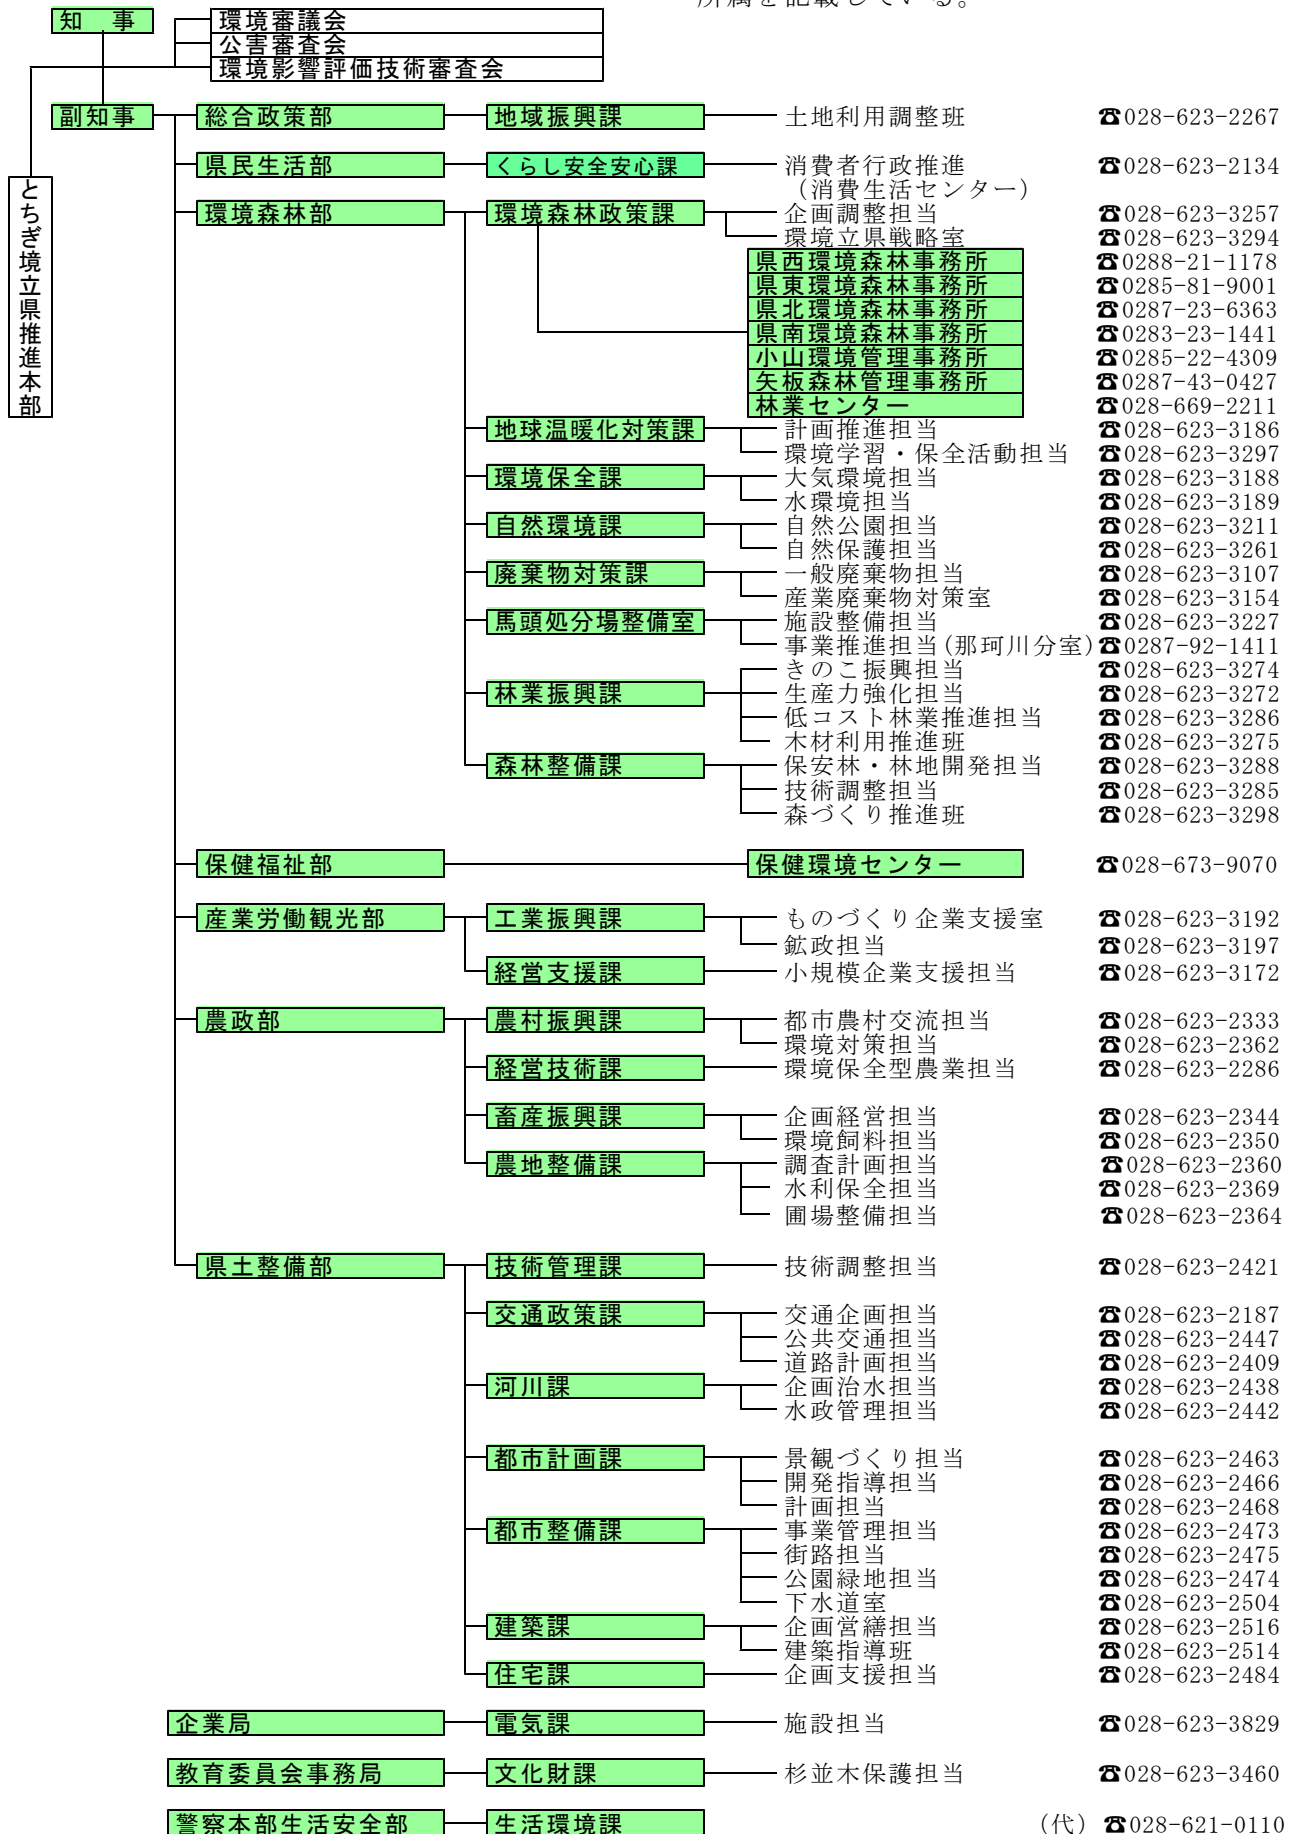 所属を記載している。
知　事
環境審議会
公害審査会
環境影響評価技術審査会
副知事 総合政策部 地域振興課 土地利用調整班 ☎028-623-2267
県民生活部 くらし安全安心課 消費者行政推進 ☎028-623-2134
（消費生活センター）
とちぎ境立県推進本部
環境森林部 環境森林政策課 企画調整担当 ☎028-623-3257
環境立県戦略室 ☎028-623-3294
県西環境森林事務所 ☎0288-21-1178
県東環境森林事務所 ☎0285-81-9001
県北環境森林事務所 ☎0287-23-6363
県南環境森林事務所 ☎0283-23-1441
小山環境管理事務所 ☎0285-22-4309
矢板森林管理事務所 ☎0287-43-0427
林業センター ☎028-669-2211
地球温暖化対策課 計画推進担当 ☎028-623-3186
環境学習・保全活動担当 ☎028-623-3297
環境保全課 大気環境担当 ☎028-623-3188
水環境担当 ☎028-623-3189
自然環境課 自然公園担当 ☎028-623-3211
自然保護担当 ☎028-623-3261
廃棄物対策課 一般廃棄物担当 ☎028-623-3107
産業廃棄物対策室 ☎028-623-3154
馬頭処分場整備室 施設整備担当 ☎028-623-3227
事業推進担当(那珂川分室) ☎0287-92-1411
きのこ振興担当 ☎028-623-3274
林業振興課 生産力強化担当 ☎028-623-3272
低コスト林業推進担当 ☎028-623-3286
木材利用推進班 ☎028-623-3275
森林整備課 保安林・林地開発担当 ☎028-623-3288
技術調整担当 ☎028-623-3285
森づくり推進班 ☎028-623-3298
保健福祉部 保健環境センター ☎028-673-9070
産業労働観光部 工業振興課 ものづくり企業支援室 ☎028-623-3192
鉱政担当 ☎028-623-3197
経営支援課 小規模企業支援担当 ☎028-623-3172
農政部 農村振興課 都市農村交流担当 ☎028-623-2333
環境対策担当 ☎028-623-2362
経営技術課 環境保全型農業担当 ☎028-623-2286
畜産振興課 企画経営担当 ☎028-623-2344
環境飼料担当 ☎028-623-2350
農地整備課 調査計画担当 ☎028-623-2360
水利保全担当 ☎028-623-2369
圃場整備担当 ☎028-623-2364
県土整備部 技術管理課 技術調整担当 ☎028-623-2421
交通政策課 交通企画担当 ☎028-623-2187
公共交通担当 ☎028-623-2447
道路計画担当 ☎028-623-2409
河川課 企画治水担当 ☎028-623-2438
水政管理担当 ☎028-623-2442
都市計画課 景観づくり担当 ☎028-623-2463
開発指導担当 ☎028-623-2466
計画担当 ☎028-623-2468
都市整備課 事業管理担当 ☎028-623-2473
街路担当 ☎028-623-2475
公園緑地担当 ☎028-623-2474
下水道室 ☎028-623-2504
建築課 企画営繕担当 ☎028-623-2516
建築指導班 ☎028-623-2514
住宅課 企画支援担当 ☎028-623-2484
企業局 電気課 施設担当 ☎028-623-3829
教育委員会事務局 文化財課 杉並木保護担当 ☎028-623-3460
警察本部生活安全部 生活環境課 （代）☎028-621-0110